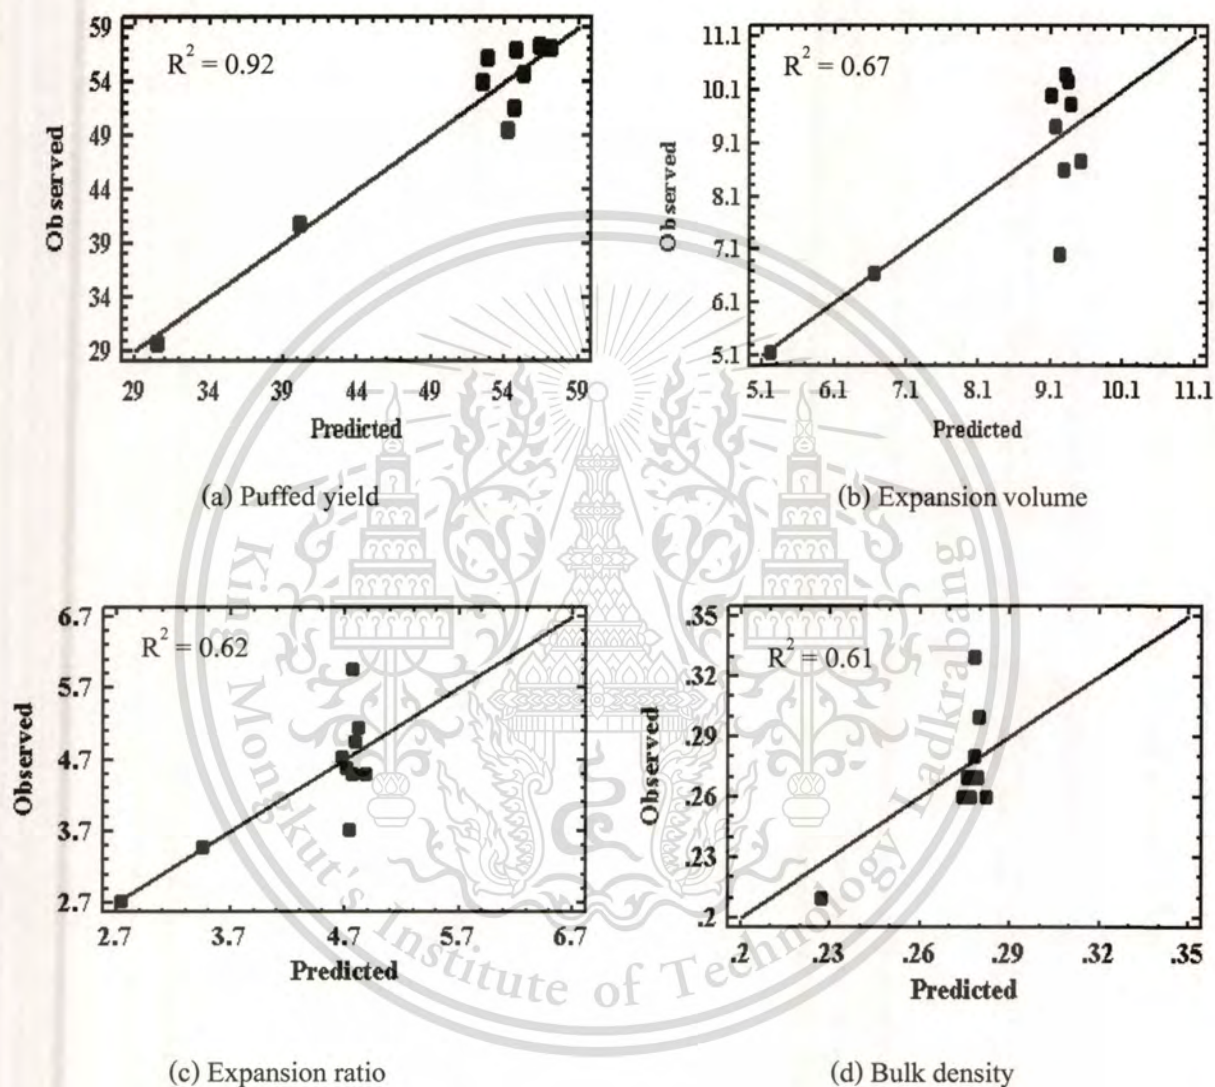 59
54
49
44
39
34
29
R² = 0.92
Observed
29 34 39 44 49 54 59
Predicted
(a) Puffed yield
11.1
10.1
9.1
8.1
7.1
6.1
5.1
R² = 0.67
Observed
5.1 6.1 7.1 8.1 9.1 10.1 11.1
Predicted
(b) Expansion volume
6.7
5.7
4.7
3.7
2.7
R² = 0.62
Observed
2.7 3.7 4.7 5.7 6.7
Predicted
(c) Expansion ratio
.35
.32
.29
.26
.23
.2
R² = 0.61
Observed
.2 .23 .26 .29 .32 .35
Predicted
(d) Bulk density
King Mongkut's Institute of Technology Ladkrabang